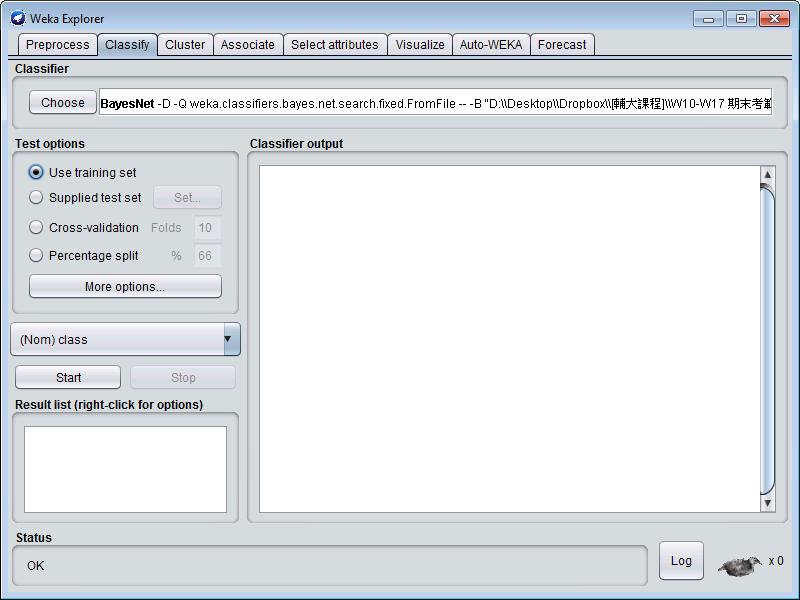 Weka Explorer
Preprocess Classify Cluster Associate Select attributes Visualize Auto-WEKA Forecast
Classifier
Choose BayesNet -D -Q weka.classifiers.bayes.net.search.fixed.FromFile -- -B "D:\\Desktop\\Dropbox\\[輔大課程]\\W10-W17 期末考範
Test options
Use training set
Supplied test set Set...
Cross-validation Folds 10
Percentage split % 66
More options...
(Nom) class
Start Stop
Result list (right-click for options)
Classifier output
Status
OK
Log x 0